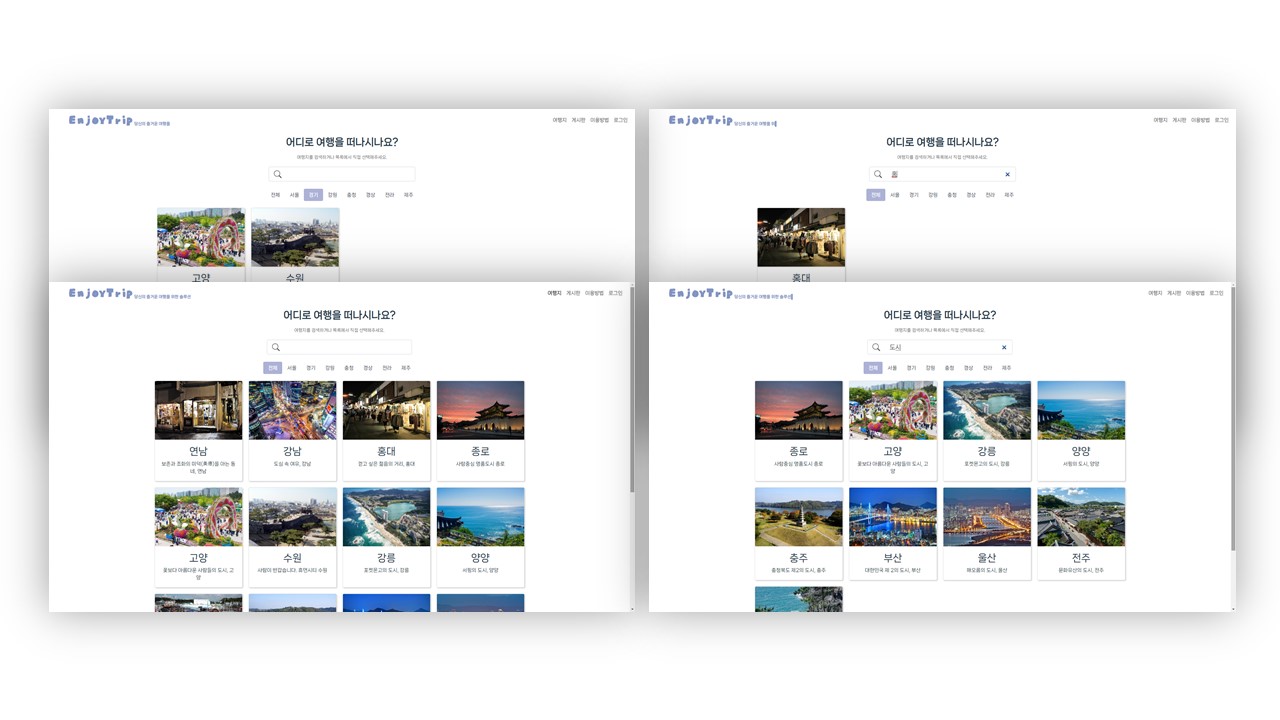 EnjoyTrip 당신의 즐거운 여행을
여행지 게시판 이용방법 로그인
어디로 여행을 떠나시나요?
여행지를 검색하거나 목록에서 직접 선택해주세요.
전체 서울 경기 강원 충청 경상 전라 제주
고양 수원
EnjoyTrip 당신의 즐거운 여행을 위
여행지 게시판 이용방법 로그인
어디로 여행을 떠나시나요?
여행지를 검색하거나 목록에서 직접 선택해주세요.
전체 서울 경기 강원 충청 경상 전라 제주
홍대
EnjoyTrip 당신의 즐거운 여행을 위한 솔루션
여행지 게시판 이용방법 로그인
어디로 여행을 떠나시나요?
여행지를 검색하거나 목록에서 직접 선택해주세요.
전체 서울 경기 강원 충청 경상 전라 제주
연남 강남 홍대 종로
보존과 조화의 미덕(美德)을 아는 동
네, 연남
도심 속 여유, 강남
걷고 싶은 젊음의 거리, 홍대
사람중심 명품도시 종로
고양 수원 강릉 양양
꽃보다 아름다운 사람들의 도시, 고
양
사람이 반갑습니다. 휴먼시티 수원
호젓문고의 도시, 강릉
서핑의 도시, 양양
EnjoyTrip 당신의 즐거운 여행을 위한 솔루션
여행지 게시판 이용방법 로그인
어디로 여행을 떠나시나요?
여행지를 검색하거나 목록에서 직접 선택해주세요.
도시
전체 서울 경기 강원 충청 경상 전라 제주
종로 고양 강릉 양양
사람중심 명품도시 종로
꽃보다 아름다운 사람들의 도시, 고
양
호젓문고의 도시, 강릉
서핑의 도시, 양양
충주 부산 울산 전주
충청북도 제2의 도시, 충주
대한민국 제 2의 도시, 부산
해오름의 도시, 울산
문화유산의 도시, 전주